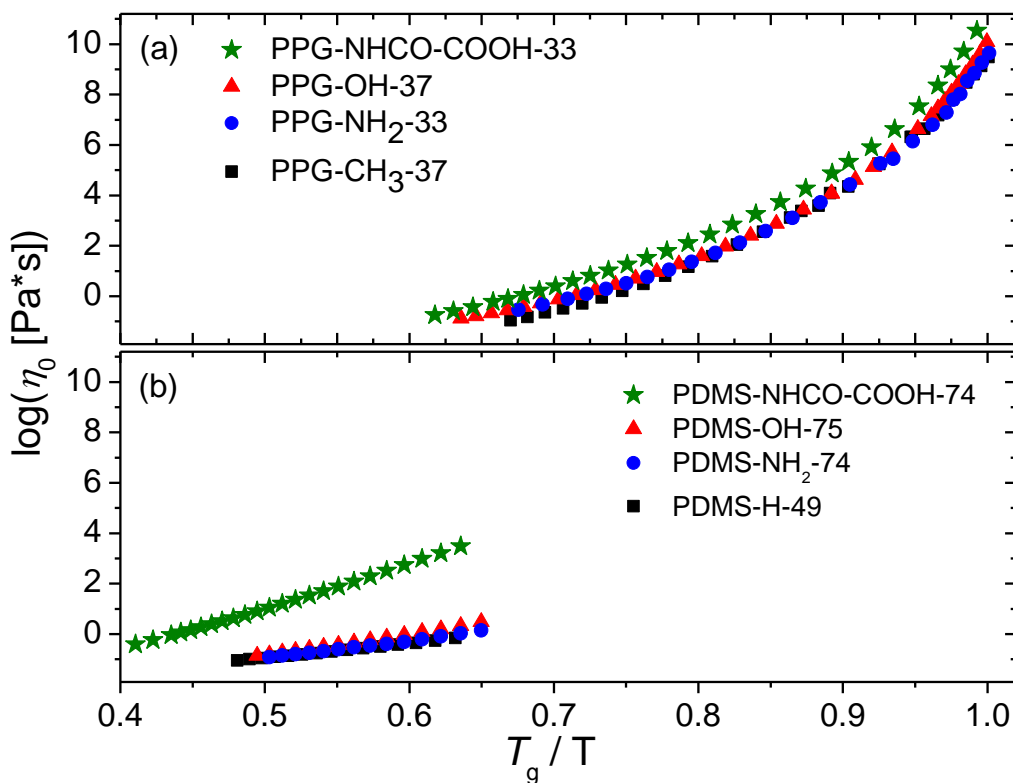 (a)
PPG-NHCO-COOH-33
PPG-OH-37
PPG-NH2-33
PPG-CH3-37
10
8
6
4
2
0
(b)
PDMS-NHCO-COOH-74
PDMS-OH-75
PDMS-NH2-74
PDMS-H-49
10
8
6
4
2
0
log(η0 [Pa*s])
0.4 0.5 0.6 0.7 0.8 0.9 1.0
Tg / T